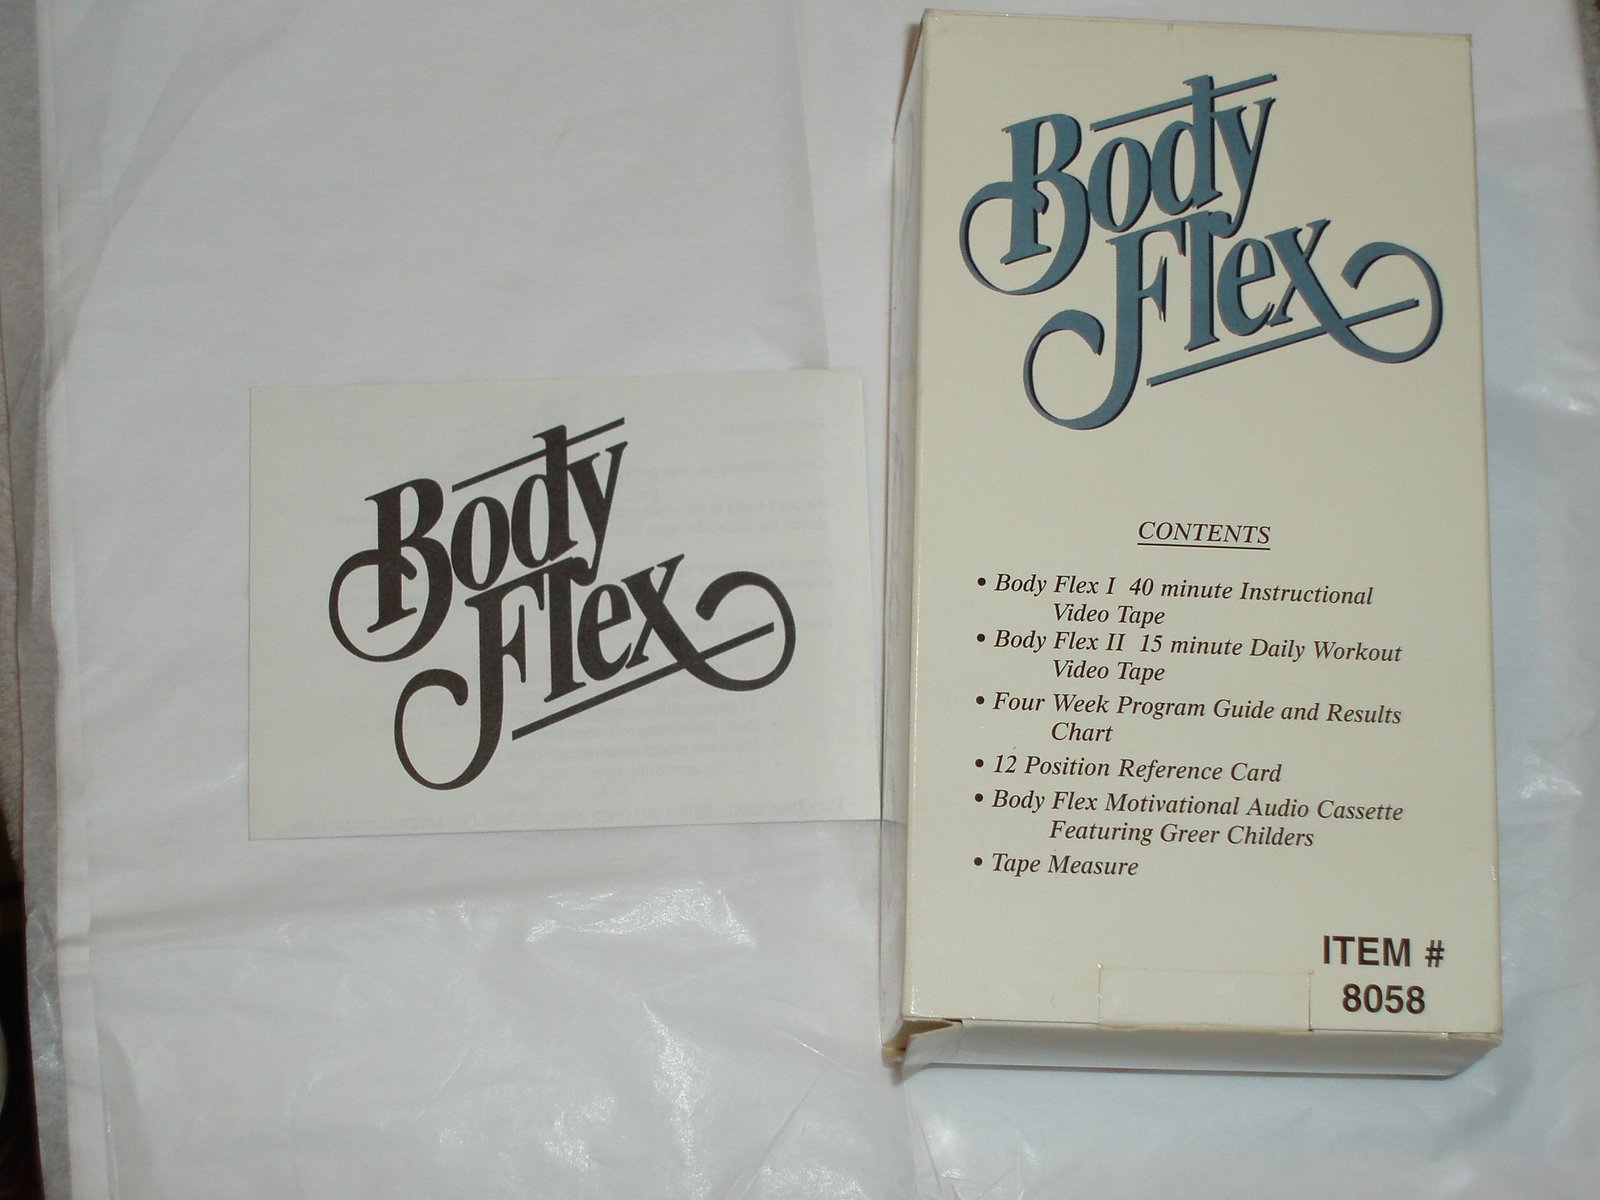 Body
Flex
Body
Flex
CONTENTS
• Body Flex I 40 minute Instructional
Video Tape
• Body Flex II 15 minute Daily Workout
Video Tape
• Four Week Program Guide and Results
Chart
• 12 Position Reference Card
• Body Flex Motivational Audio Cassette
Featuring Greer Childers
• Tape Measure
ITEM #
8058